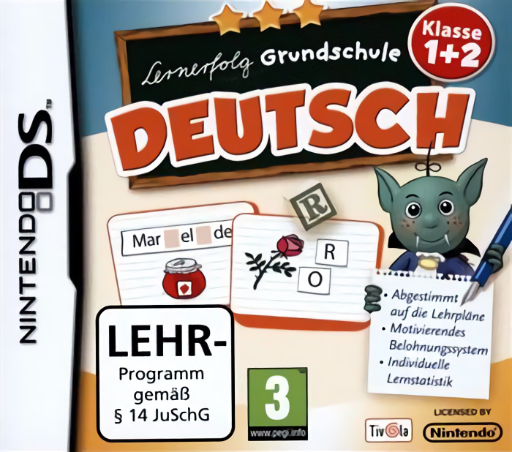 NINTENDO DS™
Klasse
1+2
Lernerfolg Grundschule
DEUTSCH
R
Mar el de
R
O
• Abgestimmt
auf die Lehrpläne
• Motivierendes
Belohnungssystem
• Individuelle
Lernstatistik
LEHR-
Programm
gemäß
§ 14 JuSchG
3
www.pegi.info
Tivola
LICENSED BY
Nintendo